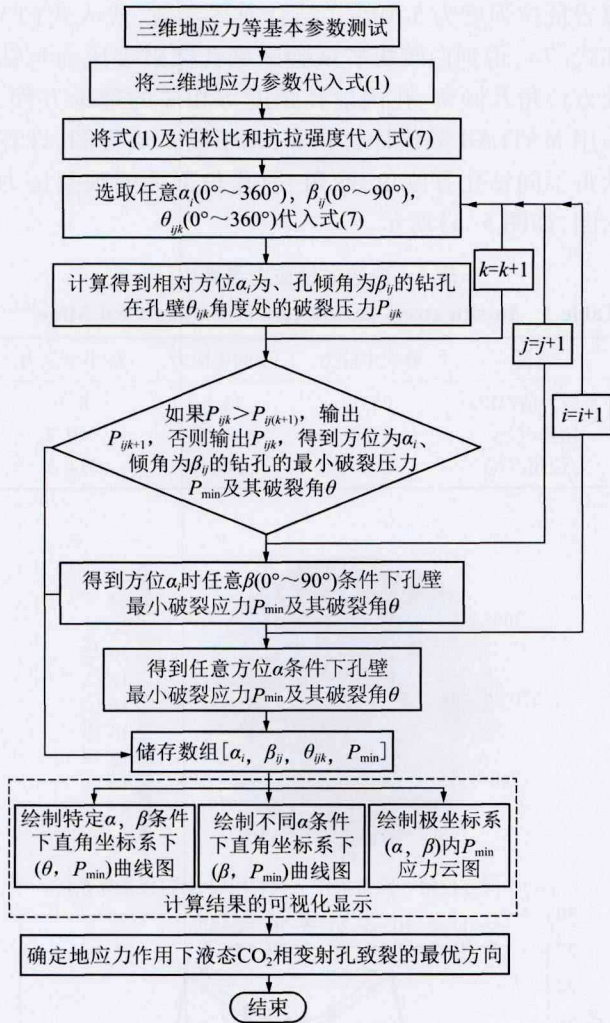 三维地应力等基本参数测试
将三维地应力参数代入式(1)
将式(1)及泊松比和抗拉强度代入式(7)
选取任意αi(0°～360°), βij(0°～90°),
θijk(0°～360°)代入式(7)
k=k+1
计算得到相对方位αi为、孔倾角为βij的钻孔
在孔壁θijk角度处的破裂压力Pijk
j=j+1
i=i+1
如果Pijk＞Pij(k+1)，输出
Pijk+1，否则输出Pijk，得到方位为αi、
倾角为βij的钻孔的最小破裂压力
Pmin及其破裂角θ
得到方位αi时任意β(0°～90°)条件下孔壁
最小破裂应力Pmin及其破裂角θ
得到任意方位α条件下孔壁
最小破裂应力Pmin及其破裂角θ
储存数组[αi, βij, θijk, Pmin]
绘制特定α, β条件
下直角坐标系下
(θ, Pmin)曲线图
绘制不同α条件
下直角坐标系下
(β, Pmin)曲线图
绘制极坐标系
(α, β)内Pmin
应力云图
计算结果的可视化显示
确定地应力作用下液态CO2相变射孔致裂的最优方向
结束